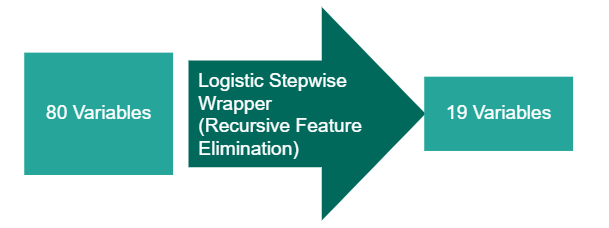 80 Variables
Logistic Stepwise
Wrapper
(Recursive Feature
Elimination)
19 Variables